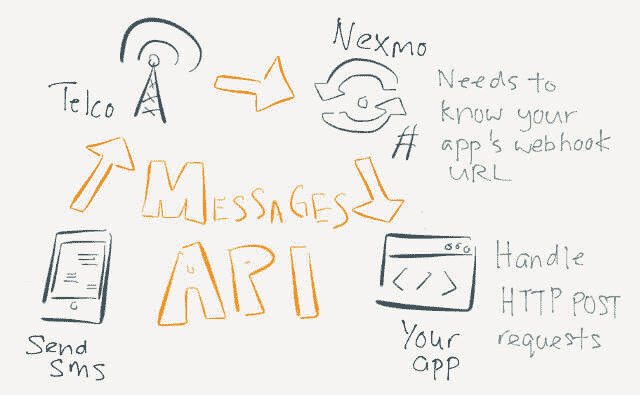 Nexmo
Telco
Needs to
know your
app's webhook
URL
#
MESSAGES
API
</>
Handle
HTTP POST
requests
Send
SMS
Your
app